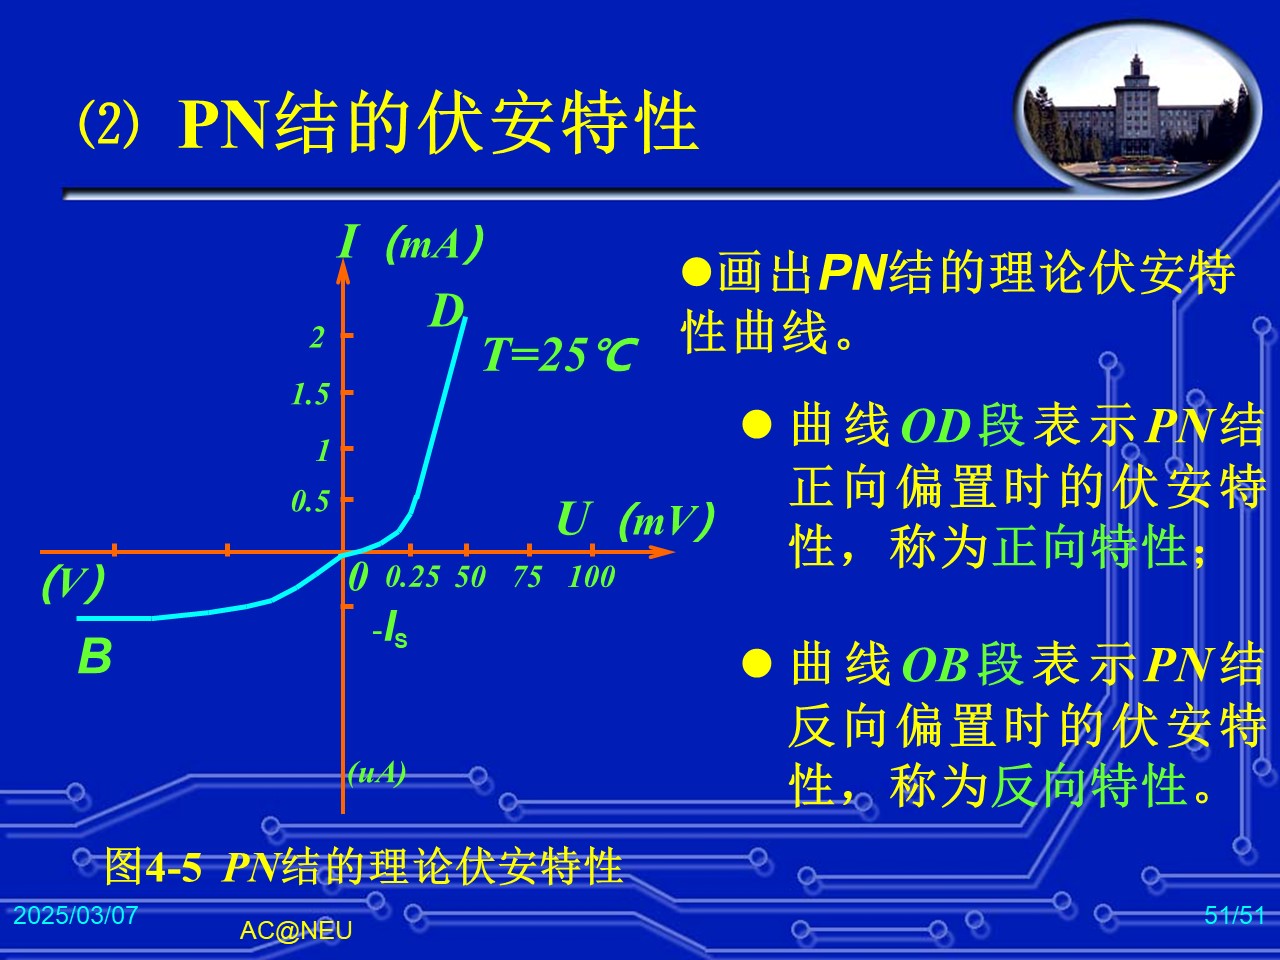 ⑵ PN结的伏安特性
I (mA)
D
2
T=25℃
1.5
1
0.5
U (mV)
(V)
0 0.25 50 75 100
-IS
B
(uA)
图4-5 PN结的理论伏安特性
●画出PN结的理论伏安特
性曲线。
● 曲线OD段表示PN结
正向偏置时的伏安特
性，称为正向特性；
● 曲线OB段表示PN结
反向偏置时的伏安特
性，称为反向特性。
2025/03/07
AC@NEU
51/51